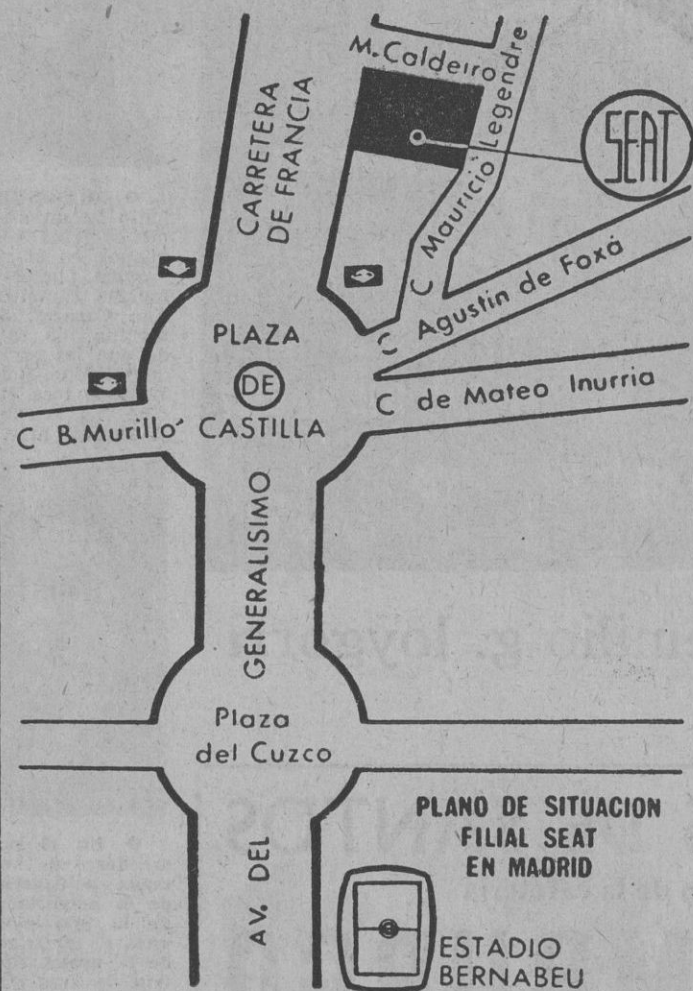 M. Caldeiro
CARRETERA
DE FRANCIA
C Mauricio Legendre
SEAT
C Agustin de Foxá
PLAZA
DE
CASTILLA
C de Mateo Inurria
C B. Murillo
AV. DEL GENERALISIMO
Plaza
del Cuzco
PLANO DE SITUACION
FILIAL SEAT
EN MADRID
ESTADIO
BERNABEU